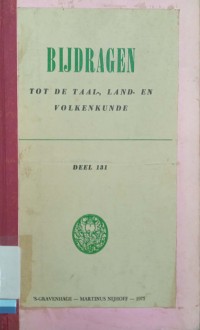 BIJDRAGEN
TOT DE TAAL-, LAND- EN
VOLKENKUNDE
DEEL 131
'S-GRAVENHAGE — MARTINUS NIJHOFF — 1975